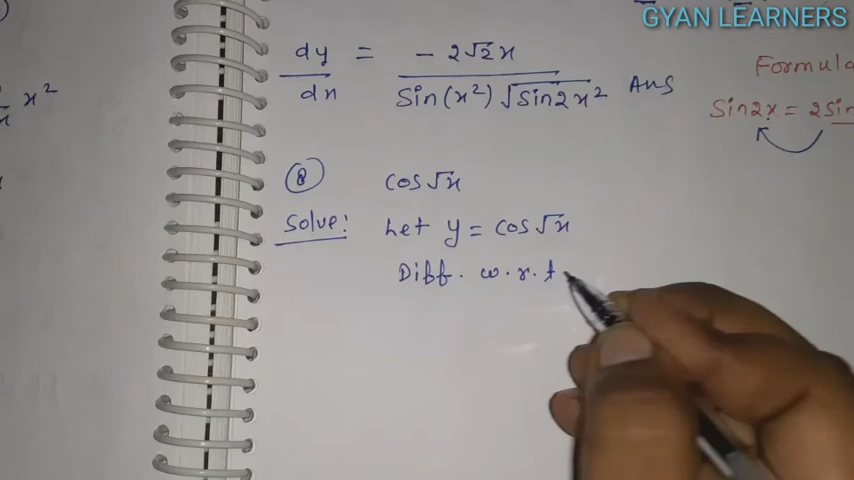 GYAN LEARNERS
x²
x
dy/dx = - 2√2x / Sin(x²) √Sin2x² Ans
Formula
Sin2x = 2Sin
⑧ cos√x
Solve: Let y = cos√x
Diff. w.r.t